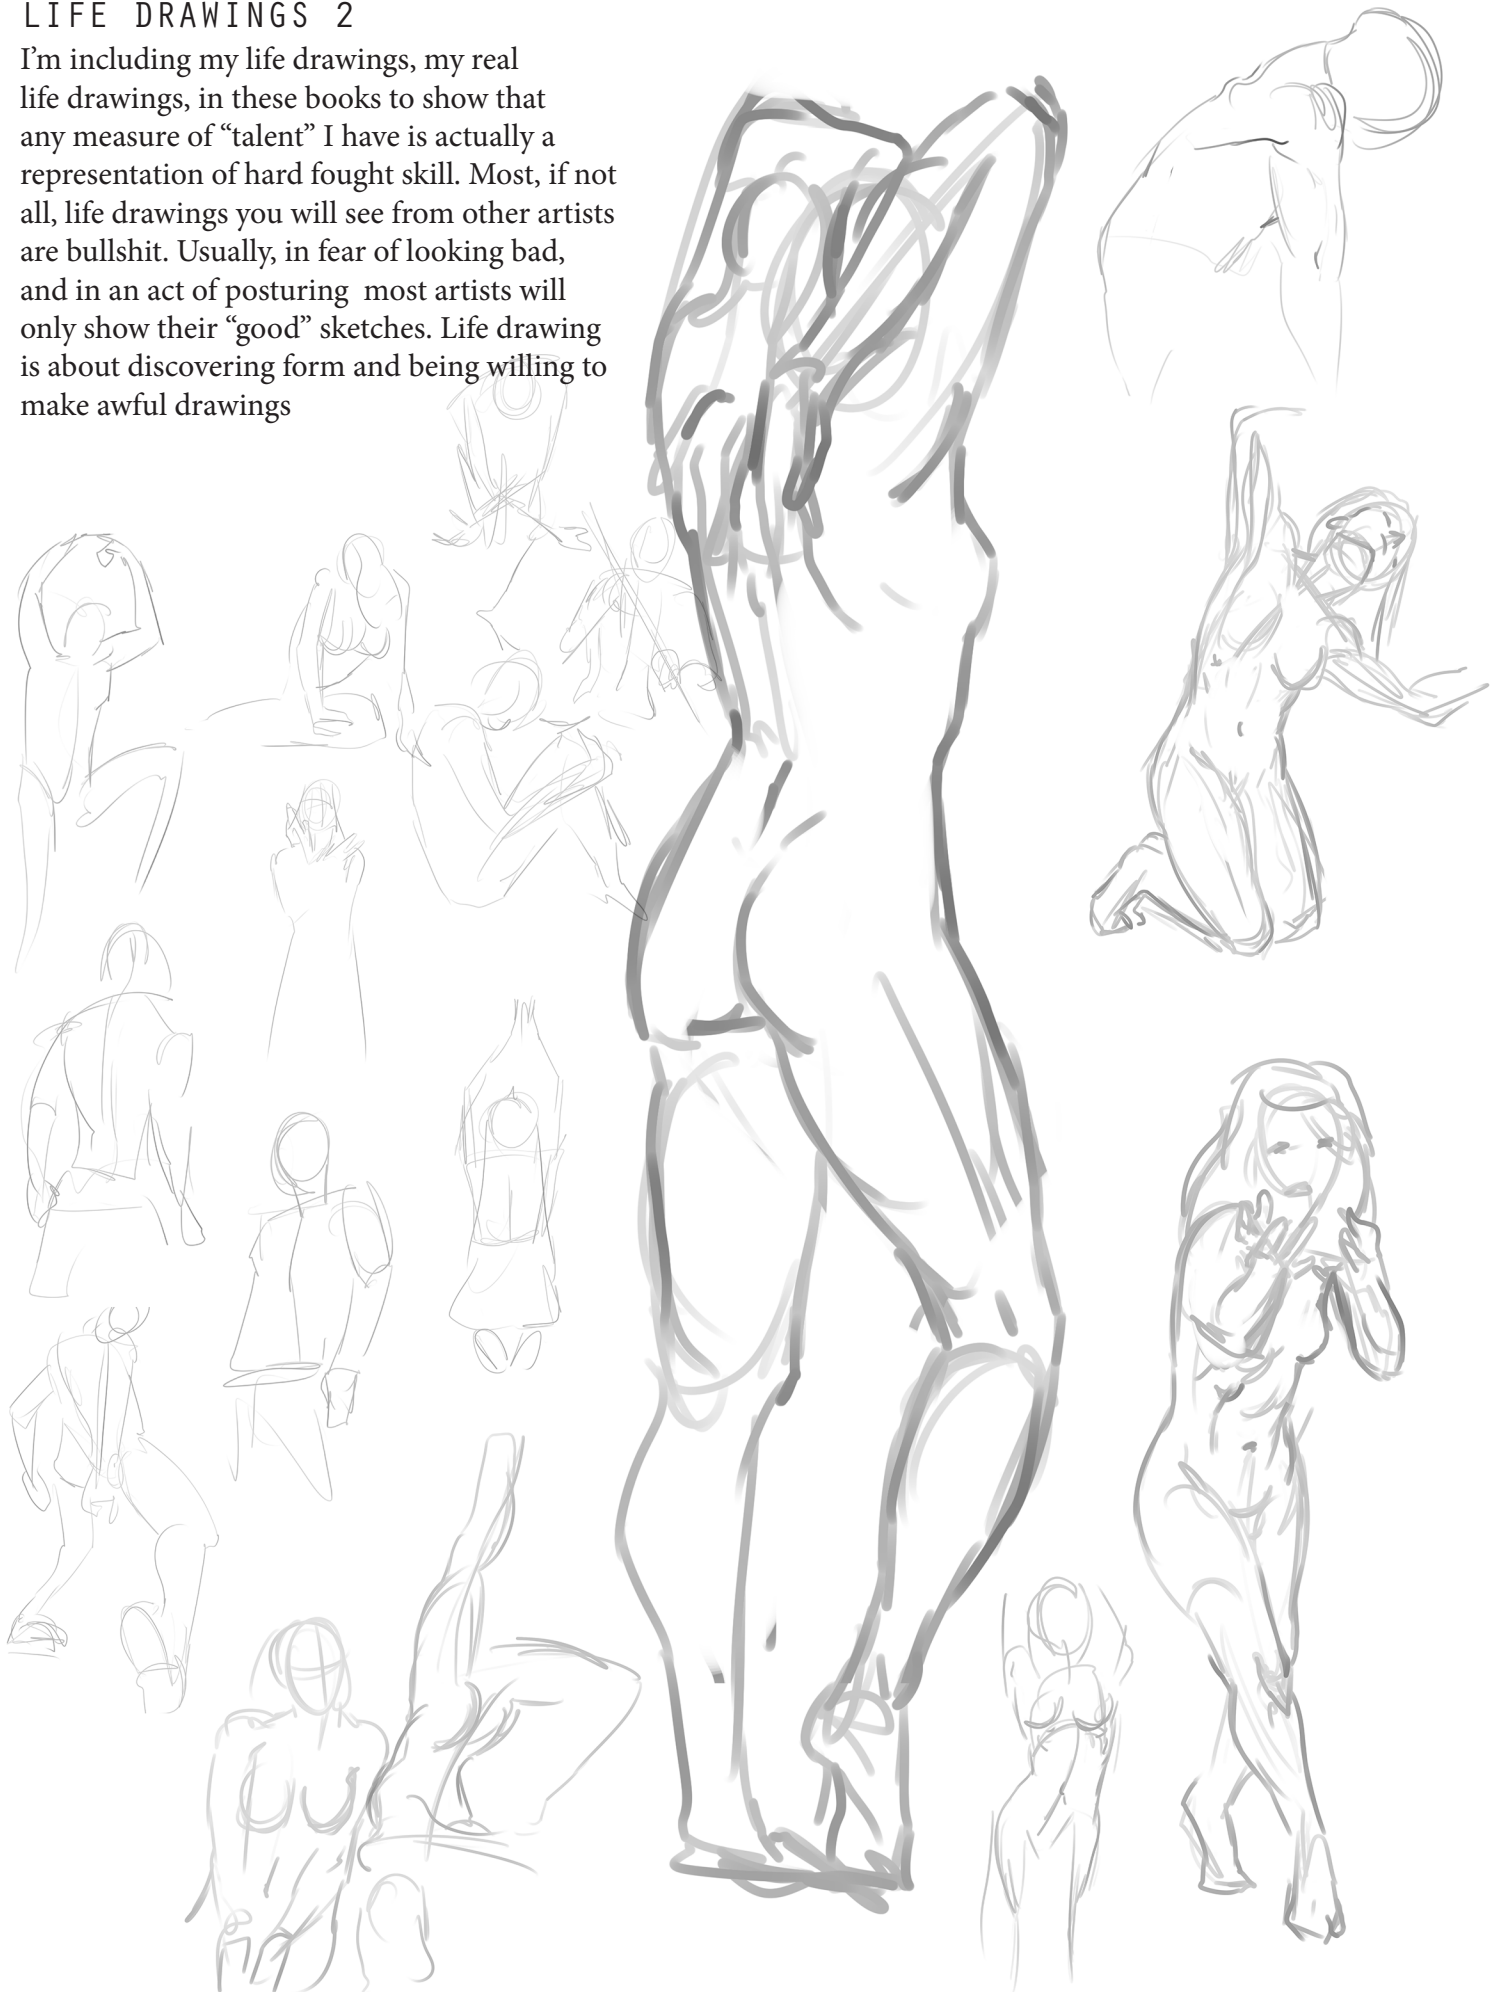 LIFE DRAWINGS 2
I’m including my life drawings, my real
life drawings, in these books to show that
any measure of “talent” I have is actually a
representation of hard fought skill. Most, if not
all, life drawings you will see from other artists
are bullshit. Usually, in fear of looking bad,
and in an act of posturing  most artists will
only show their “good” sketches. Life drawing
is about discovering form and being willing to
make awful drawings